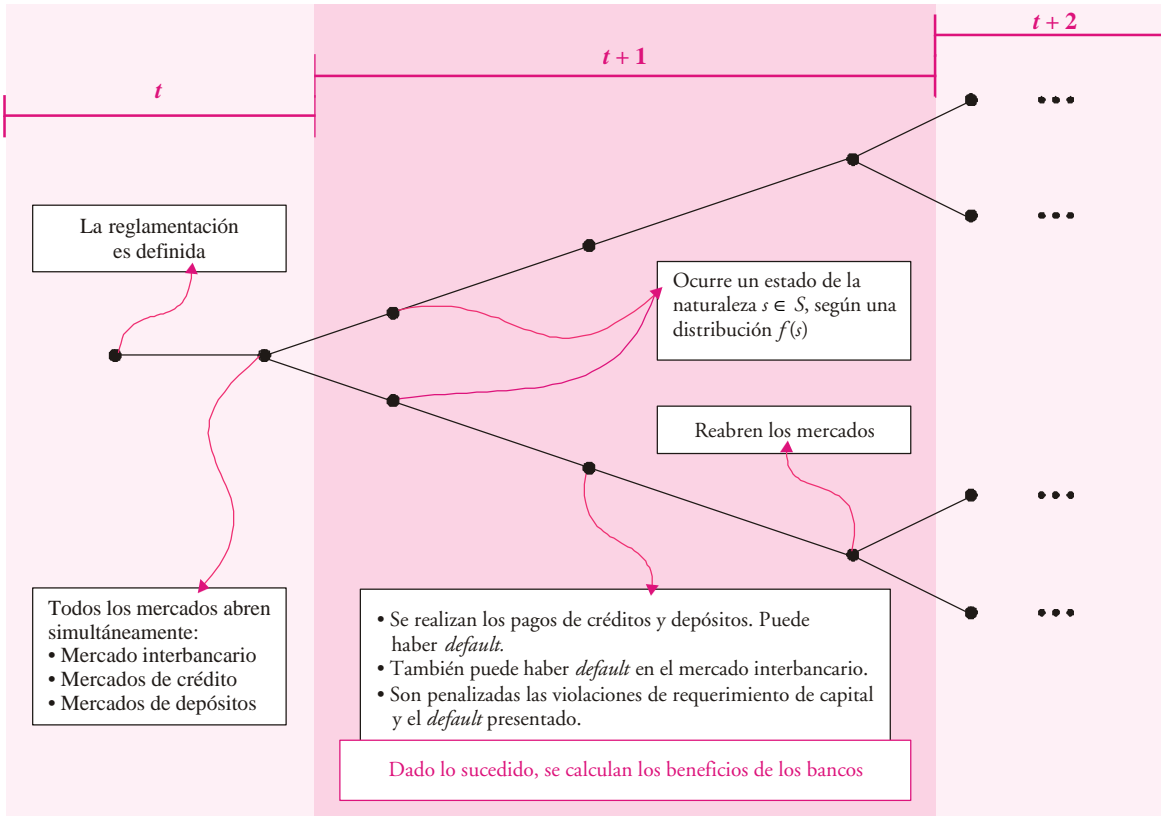 t
t + 1
t + 2
La reglamentación
es definida
Ocurre un estado de la
naturaleza s ∈ S, según una
distribución f(s)
Reabren los mercados
Todos los mercados abren
simultáneamente:
• Mercado interbancario
• Mercados de crédito
• Mercados de depósitos
• Se realizan los pagos de créditos y depósitos. Puede
haber default.
• También puede haber default en el mercado interbancario.
• Son penalizadas las violaciones de requerimiento de capital
y el default presentado.
Dado lo sucedido, se calculan los beneficios de los bancos